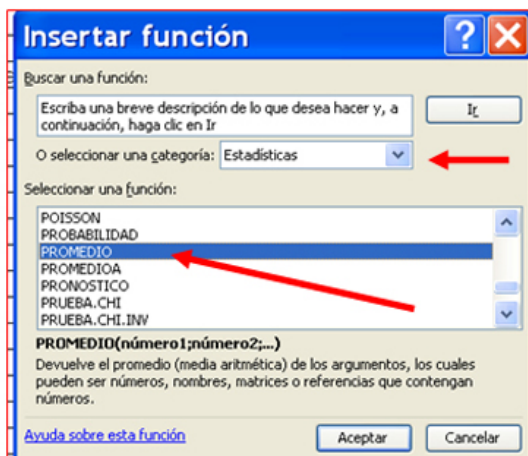 Insertar función
Buscar una función:
Escriba una breve descripción de lo que desea hacer y, a
continuación, haga clic en Ir
Ir
O seleccionar una categoría: Estadísticas
Seleccionar una función:
POISSON
PROBABILIDAD
PROMEDIO
PROMEDIOA
PRONOSTICO
PRUEBA.CHI
PRUEBA.CHI.INV
PROMEDIO(número1;número2;...)
Devuelve el promedio (media aritmética) de los argumentos, los cuales
pueden ser números, nombres, matrices o referencias que contengan
números.
Ayuda sobre esta función
Aceptar
Cancelar